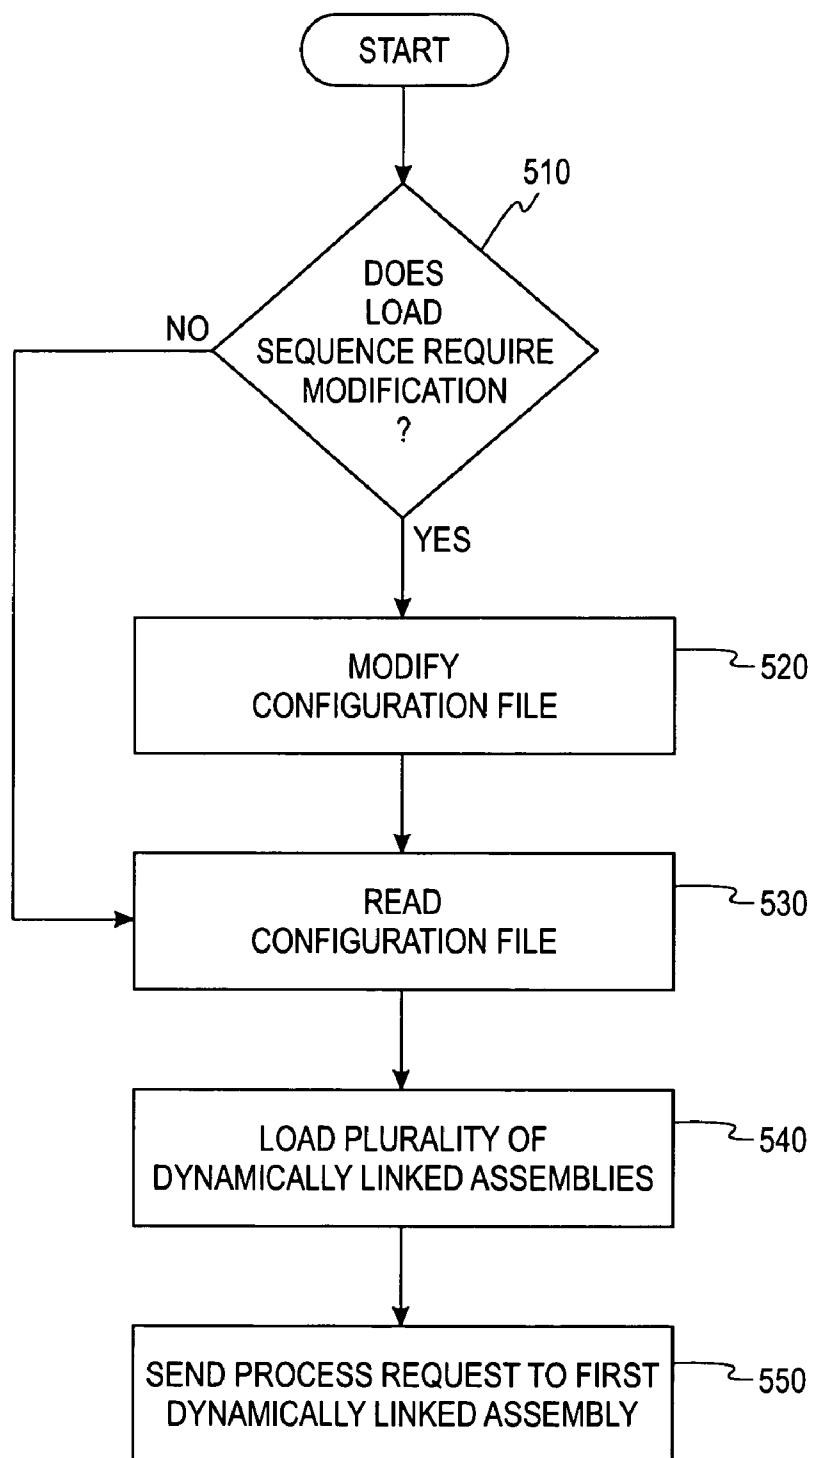 START
510
DOES
LOAD
SEQUENCE REQUIRE
MODIFICATION
?
NO
YES
MODIFY
CONFIGURATION FILE
520
READ
CONFIGURATION FILE
530
LOAD PLURALITY OF
DYNAMICALLY LINKED ASSEMBLIES
540
SEND PROCESS REQUEST TO FIRST
DYNAMICALLY LINKED ASSEMBLY
550